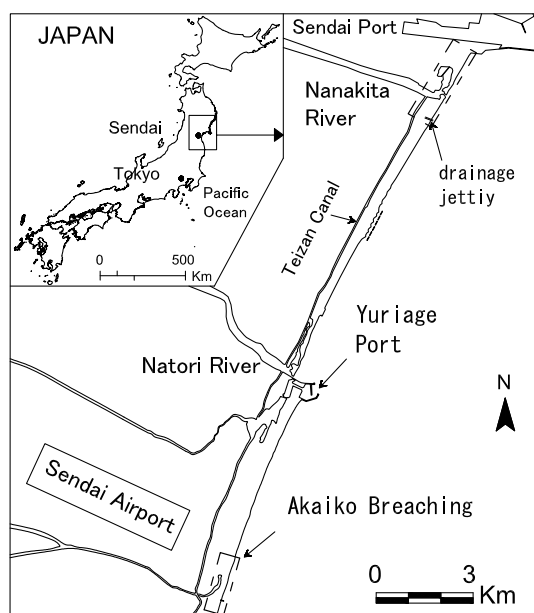 JAPAN
Sendai
Tokyo
Pacific
Ocean
0 500
Km
Sendai Port
Nanakita
River
drainage
jettiy
Teizan Canal
Yuriage
Port
Natori River
N
Sendai Airport
Akaiko Breaching
0 3
Km